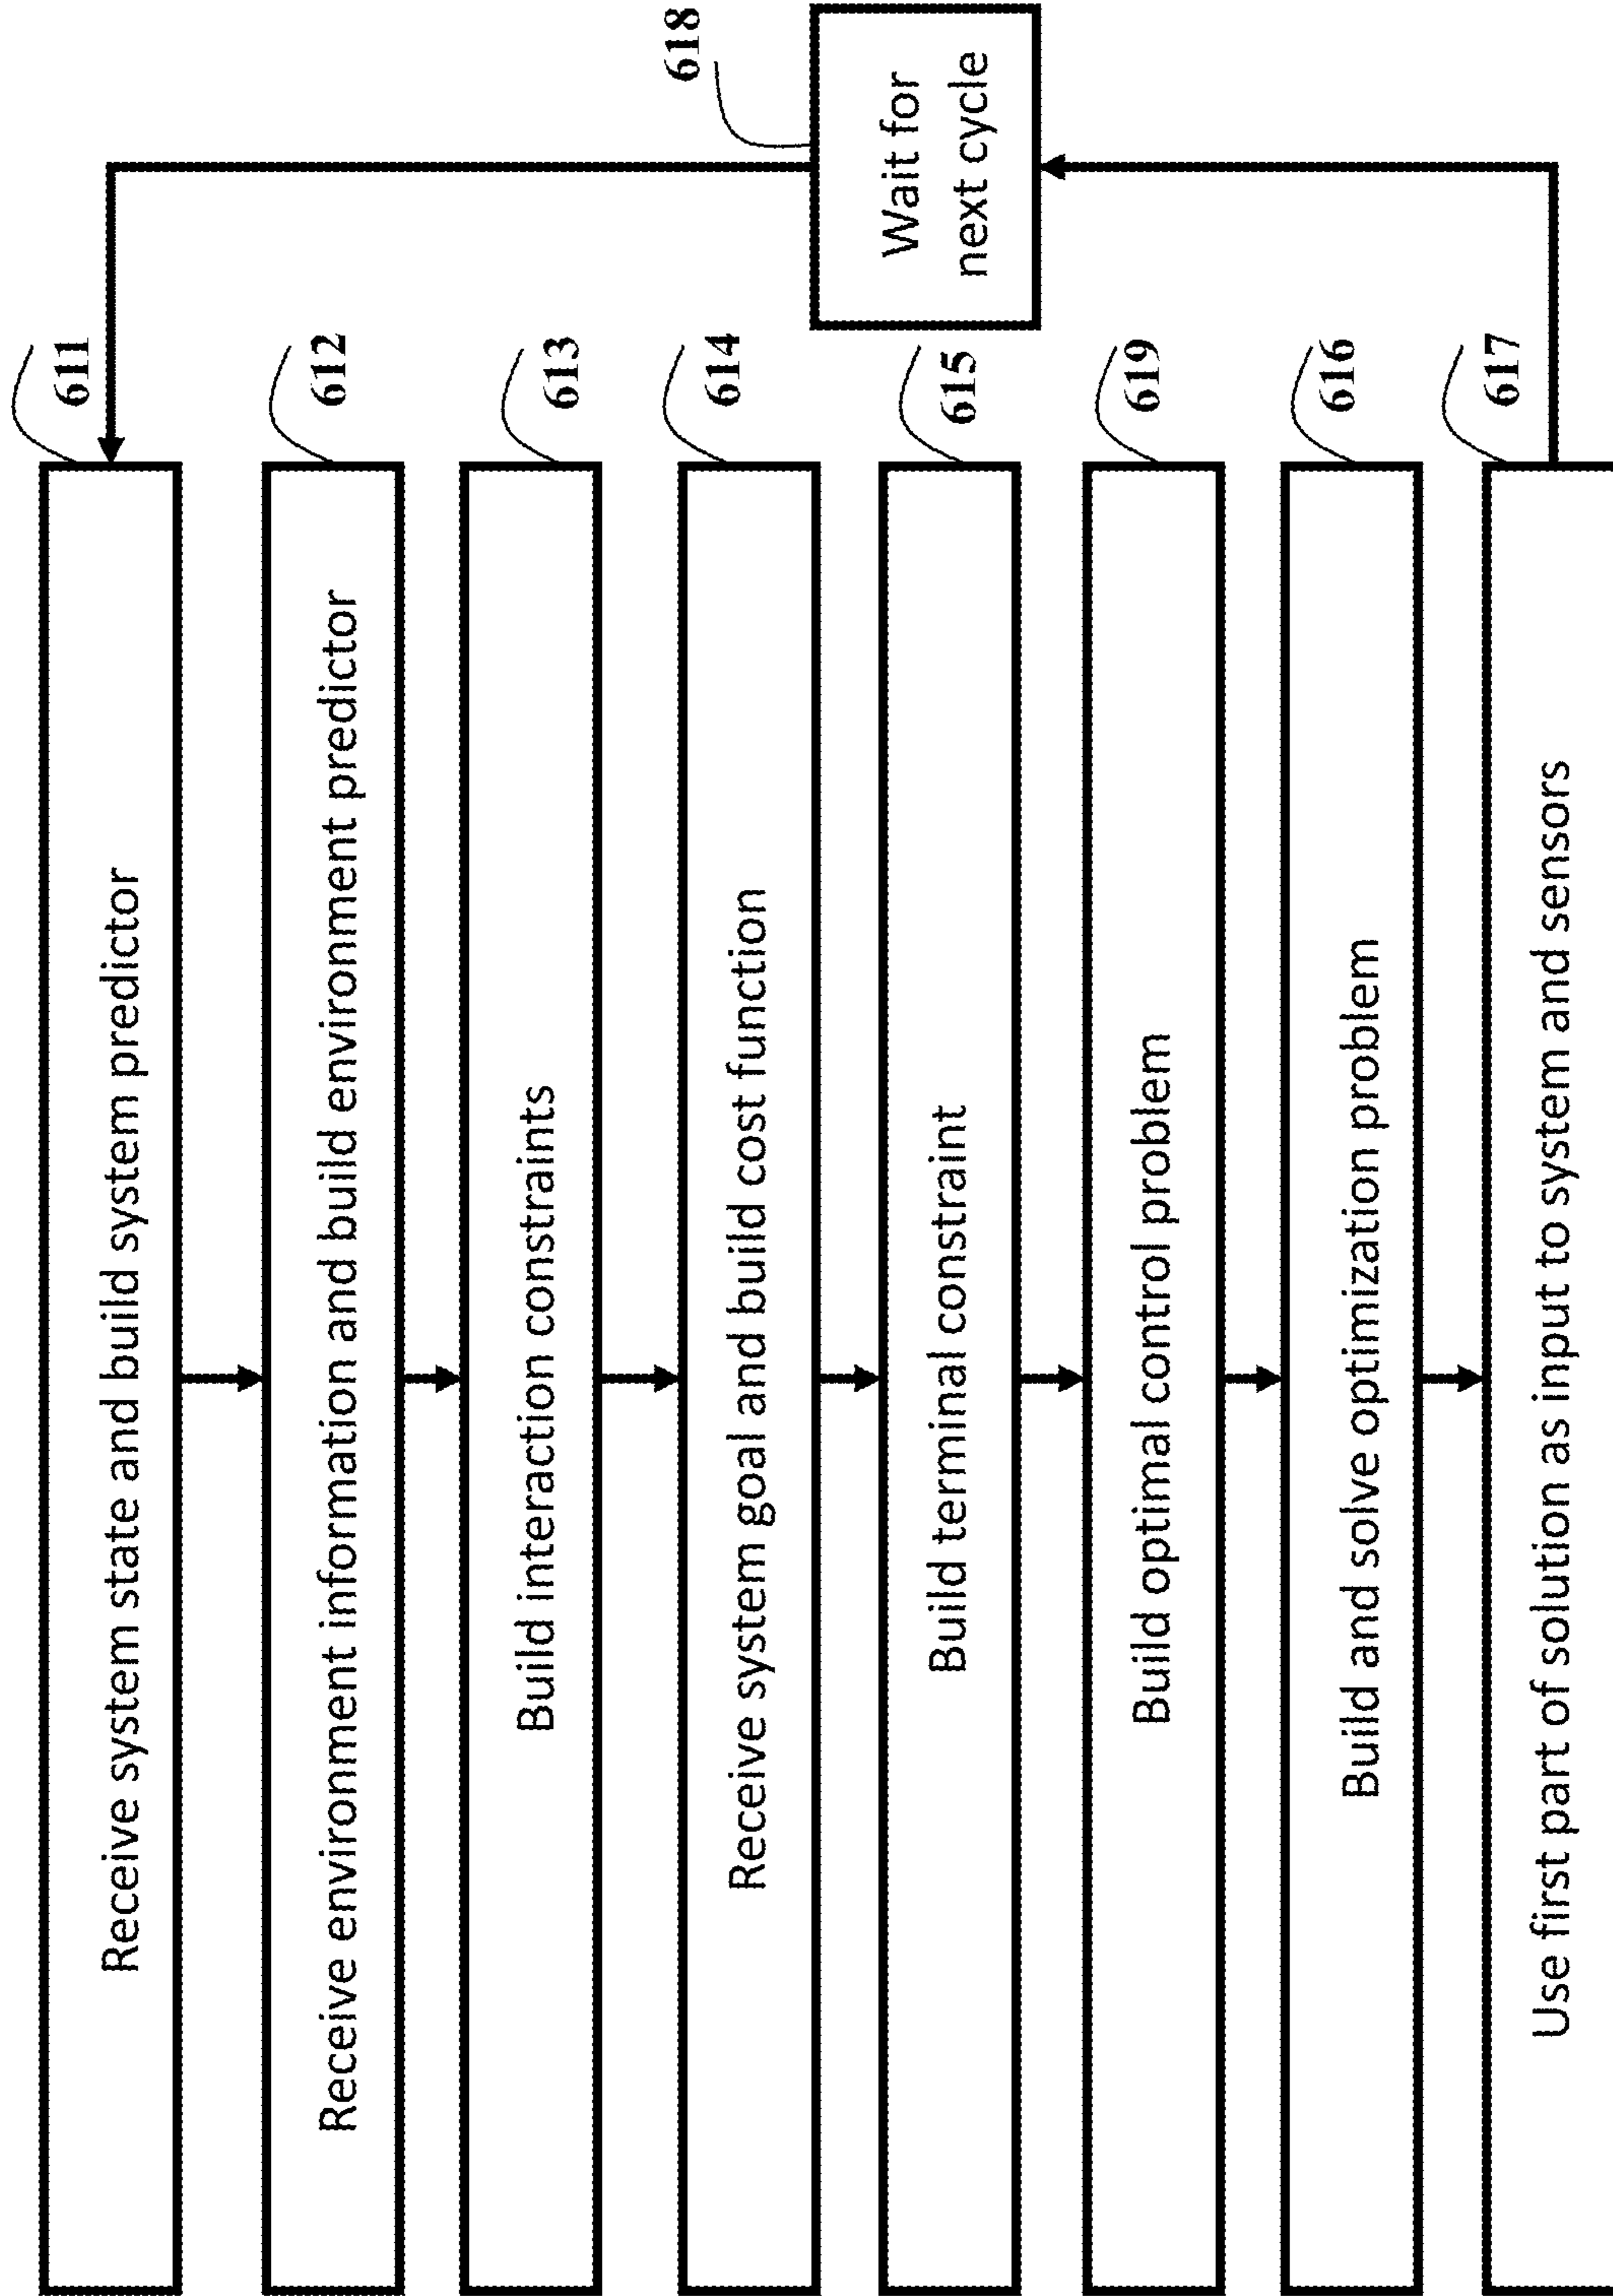 611
Receive system state and build system predictor
612
Receive environment information and build environment predictor
613
Build interaction constraints
614
Receive system goal and build cost function
615
Build terminal constraint
619
Build optimal control problem
616
Build and solve optimization problem
617
Use first part of solution as input to system and sensors
618
Wait for
next cycle